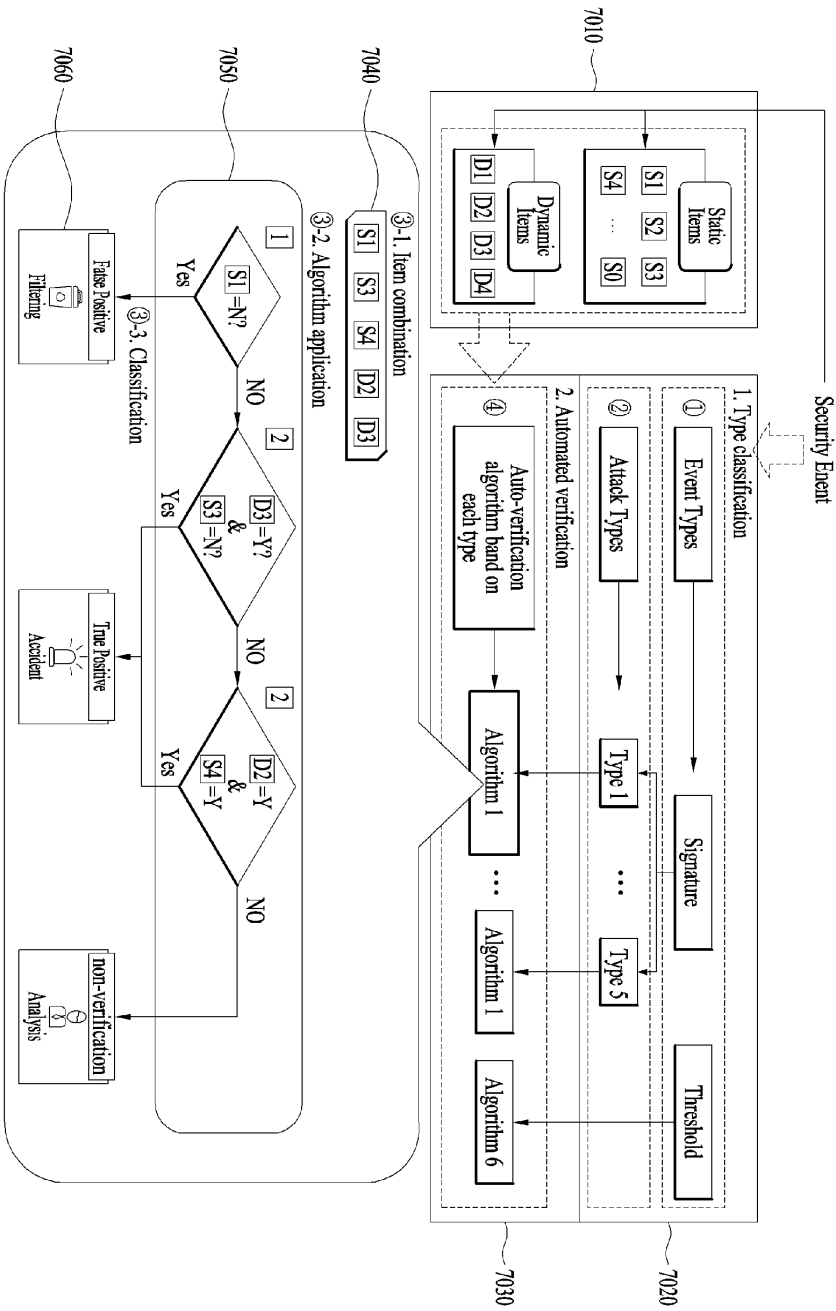 Security Enent
7010
Static
Items
S1
S2
S3
S4
...
S0
Dynamic
Items
D1
D2
D3
D4
1. Type classification
①
Event Types
Signature
Threshold
②
Attack Types
Type 1
...
Type 5
7020
2. Automated verification
④
Auto-verification
algorithm band on
each type
Algorithm 1
...
Algorithm 1
Algorithm 6
7030
7040
③-1. Item combination
S1
S3
S4
D2
D3
7050
③-2. Algorithm application
1
S1 =N?
Yes
NO
2
D3 =Y?
&
S3 =N?
Yes
NO
2
D2 =Y
&
S4 =Y
Yes
NO
③-3. Classification
7060
False Positive
Filtering
True Positive
Accident
non-verification
Analysis